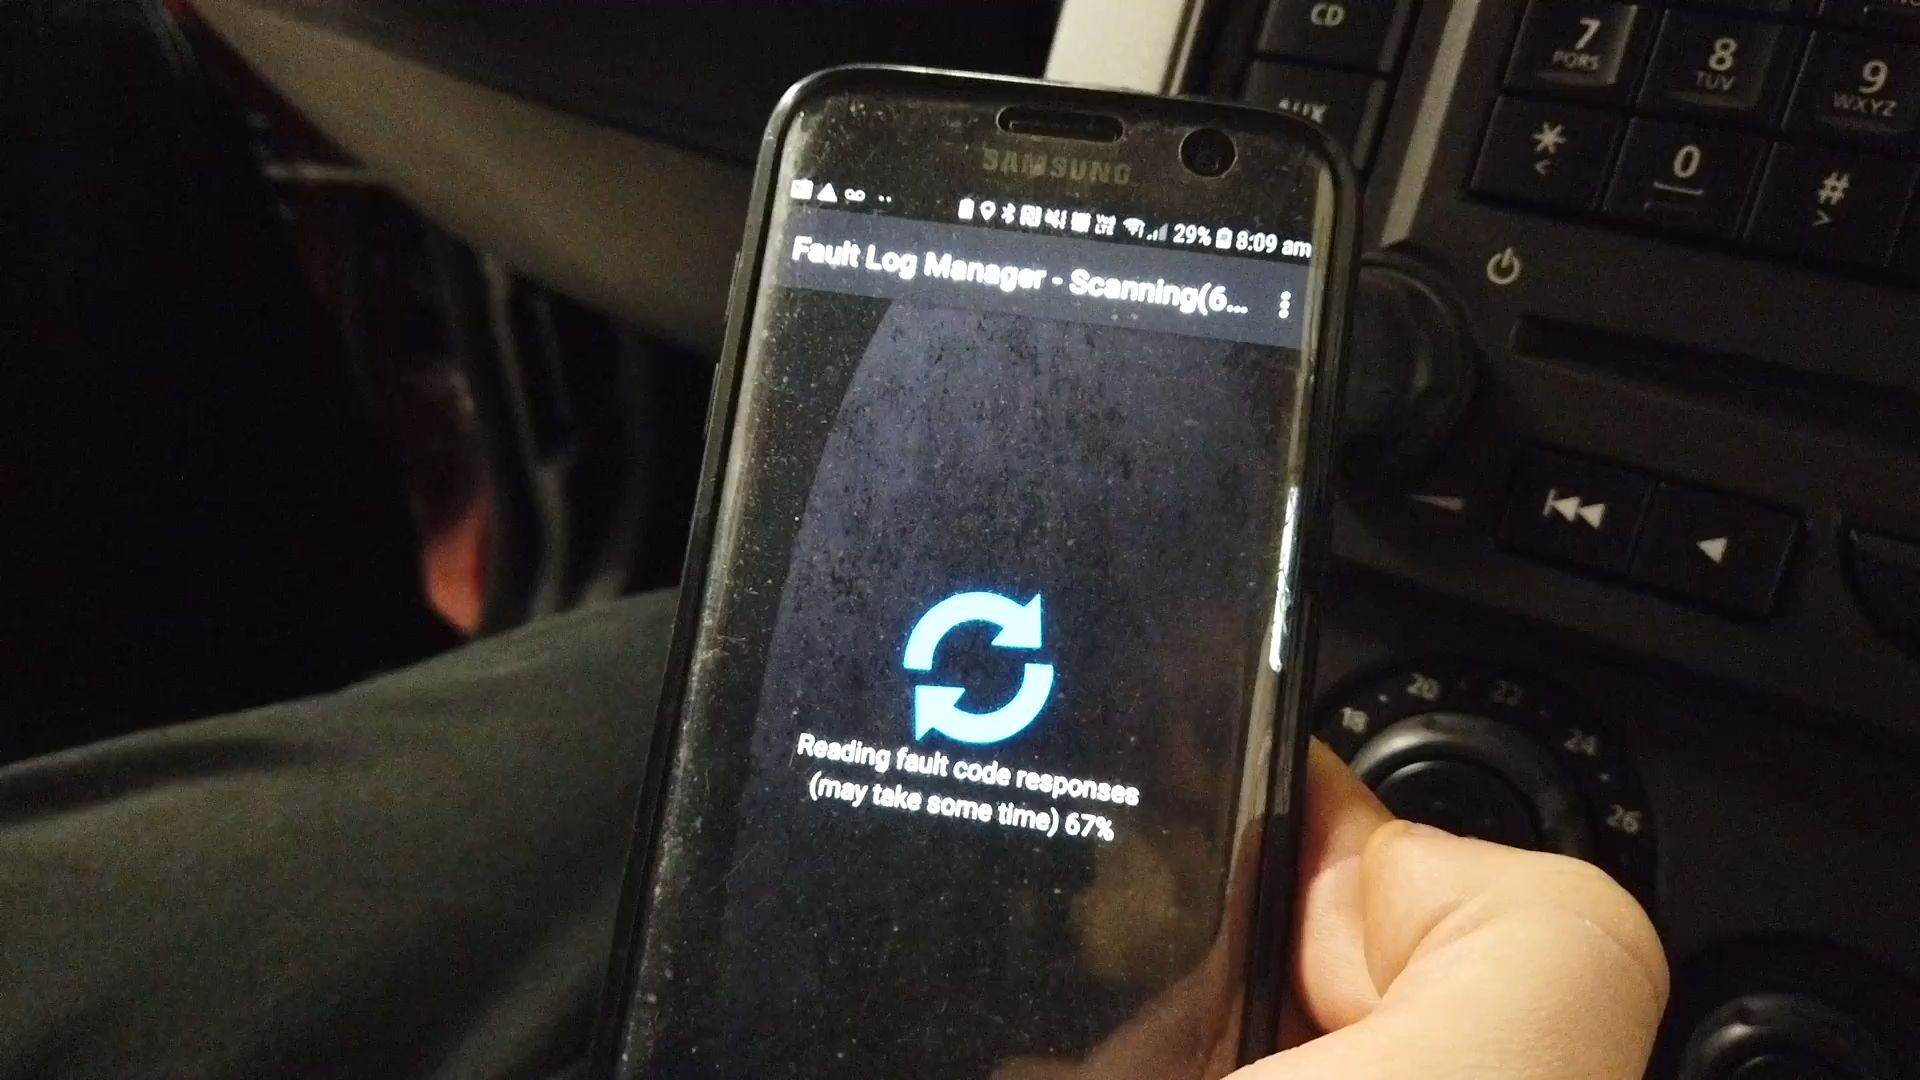 SAMSUNG
29% 8:09 am
Fault Log Manager - Scanning(6...
Reading fault code responses
(may take some time) 67%
CD
AUX
7
PQRS
8
TUV
9
WXYZ
*
<
0
#
>
18
20
22
24
26